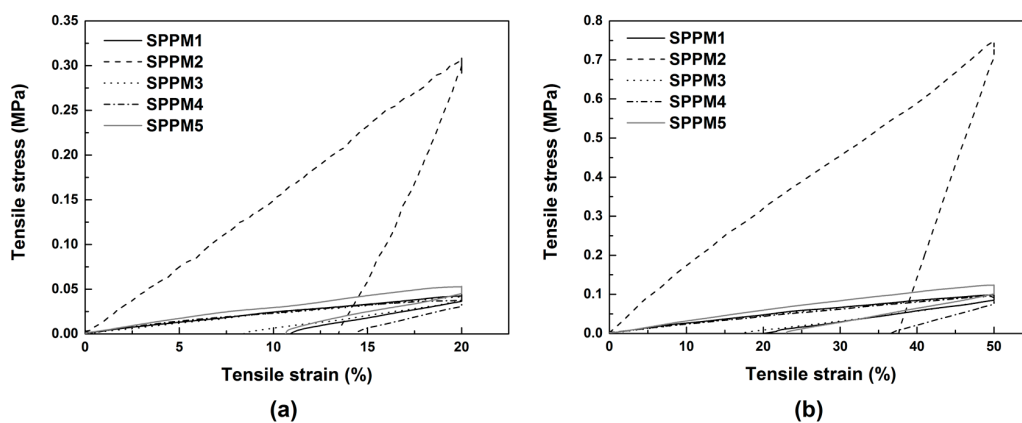 0.35
0.30
0.25
0.20
0.15
0.10
0.05
0.00
Tensile stress (MPa)
SPPM1
SPPM2
SPPM3
SPPM4
SPPM5
0 5 10 15 20
Tensile strain (%)
(a)
0.8
0.7
0.6
0.5
0.4
0.3
0.2
0.1
0.0
Tensile stress (MPa)
SPPM1
SPPM2
SPPM3
SPPM4
SPPM5
0 10 20 30 40 50
Tensile strain (%)
(b)